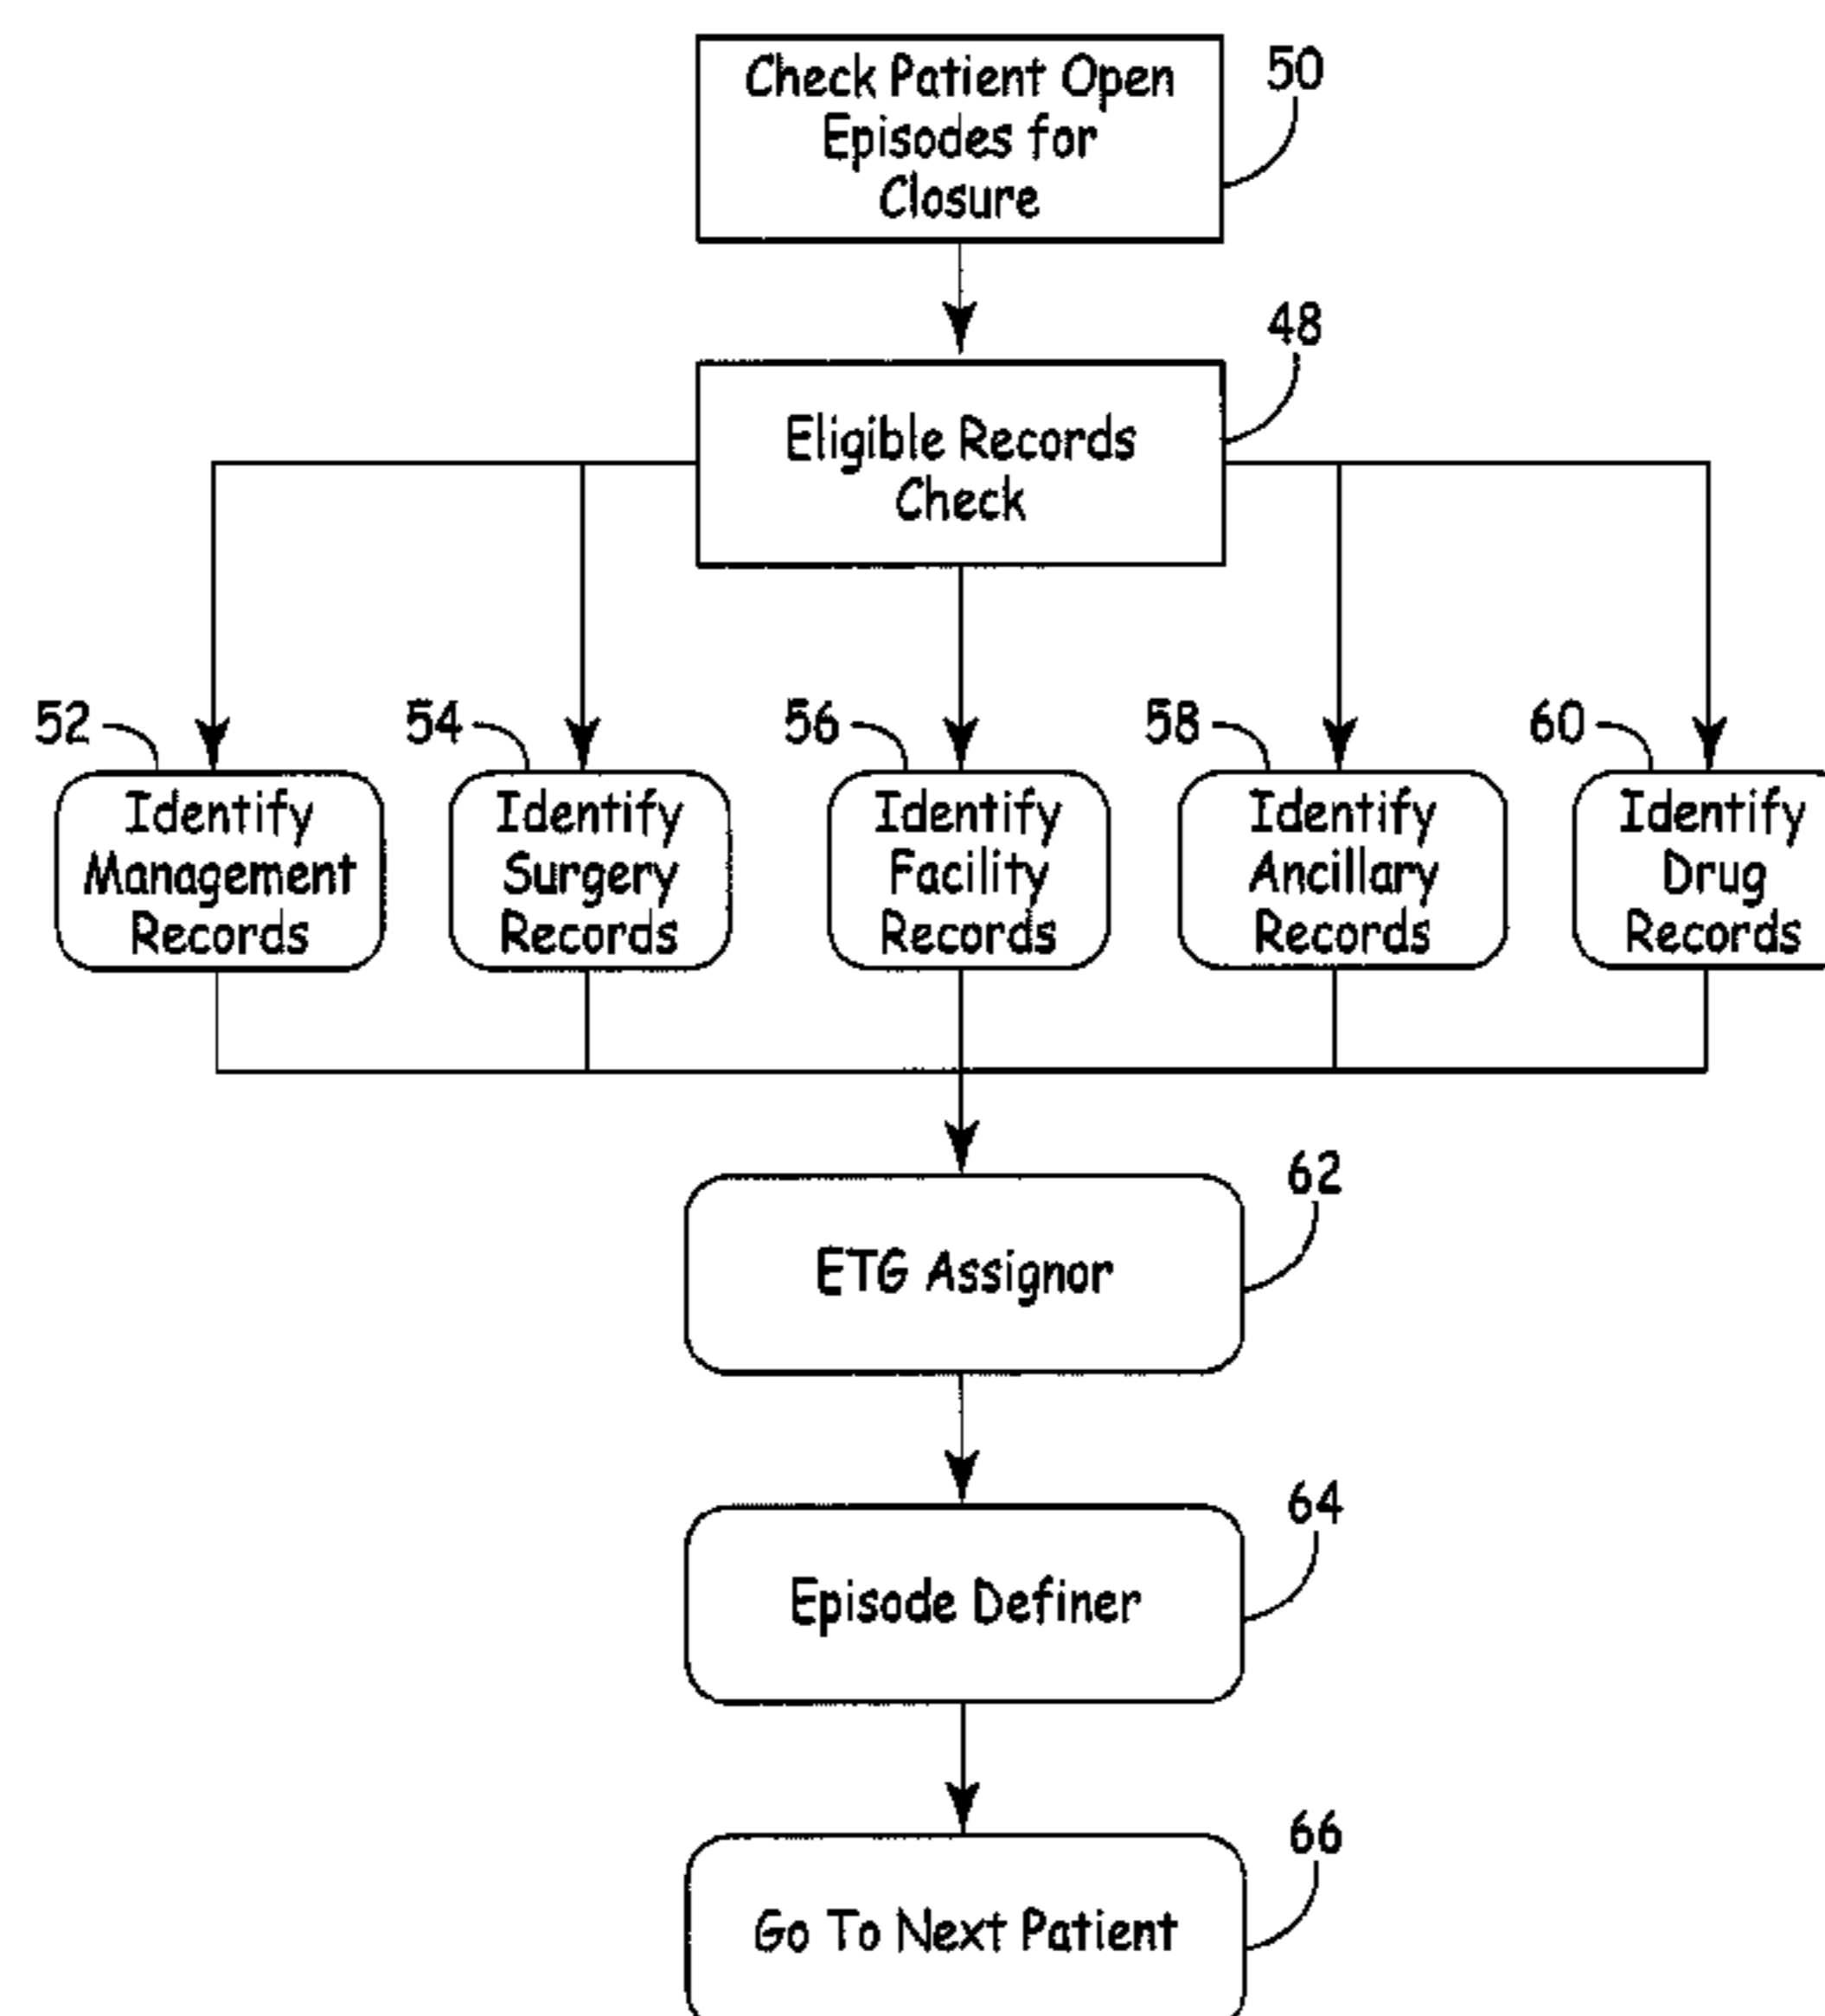 Check Patient Open
Episodes for
Closure
50
48
Eligible Records
Check
52
54
56
58
60
Identify
Management
Records
Identify
Surgery
Records
Identify
Facility
Records
Identify
Ancillary
Records
Identify
Drug
Records
62
ETG Assignor
64
Episode Definer
66
Go To Next Patient